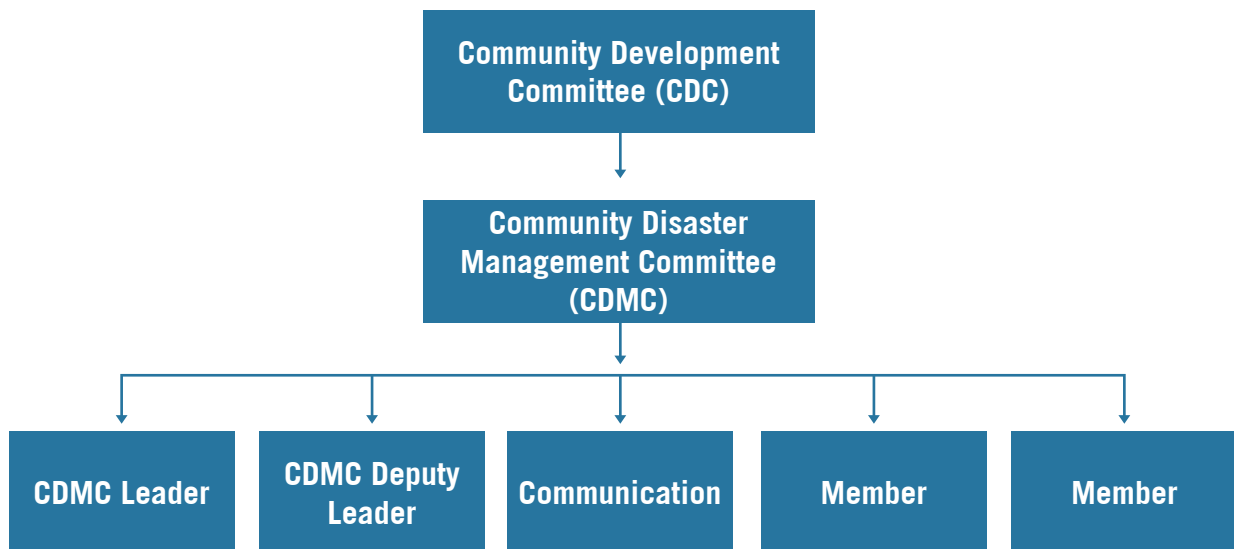 Community Development
Committee (CDC)
Community Disaster
Management Committee
(CDMC)
CDMC Leader
CDMC Deputy
Leader
Communication
Member
Member